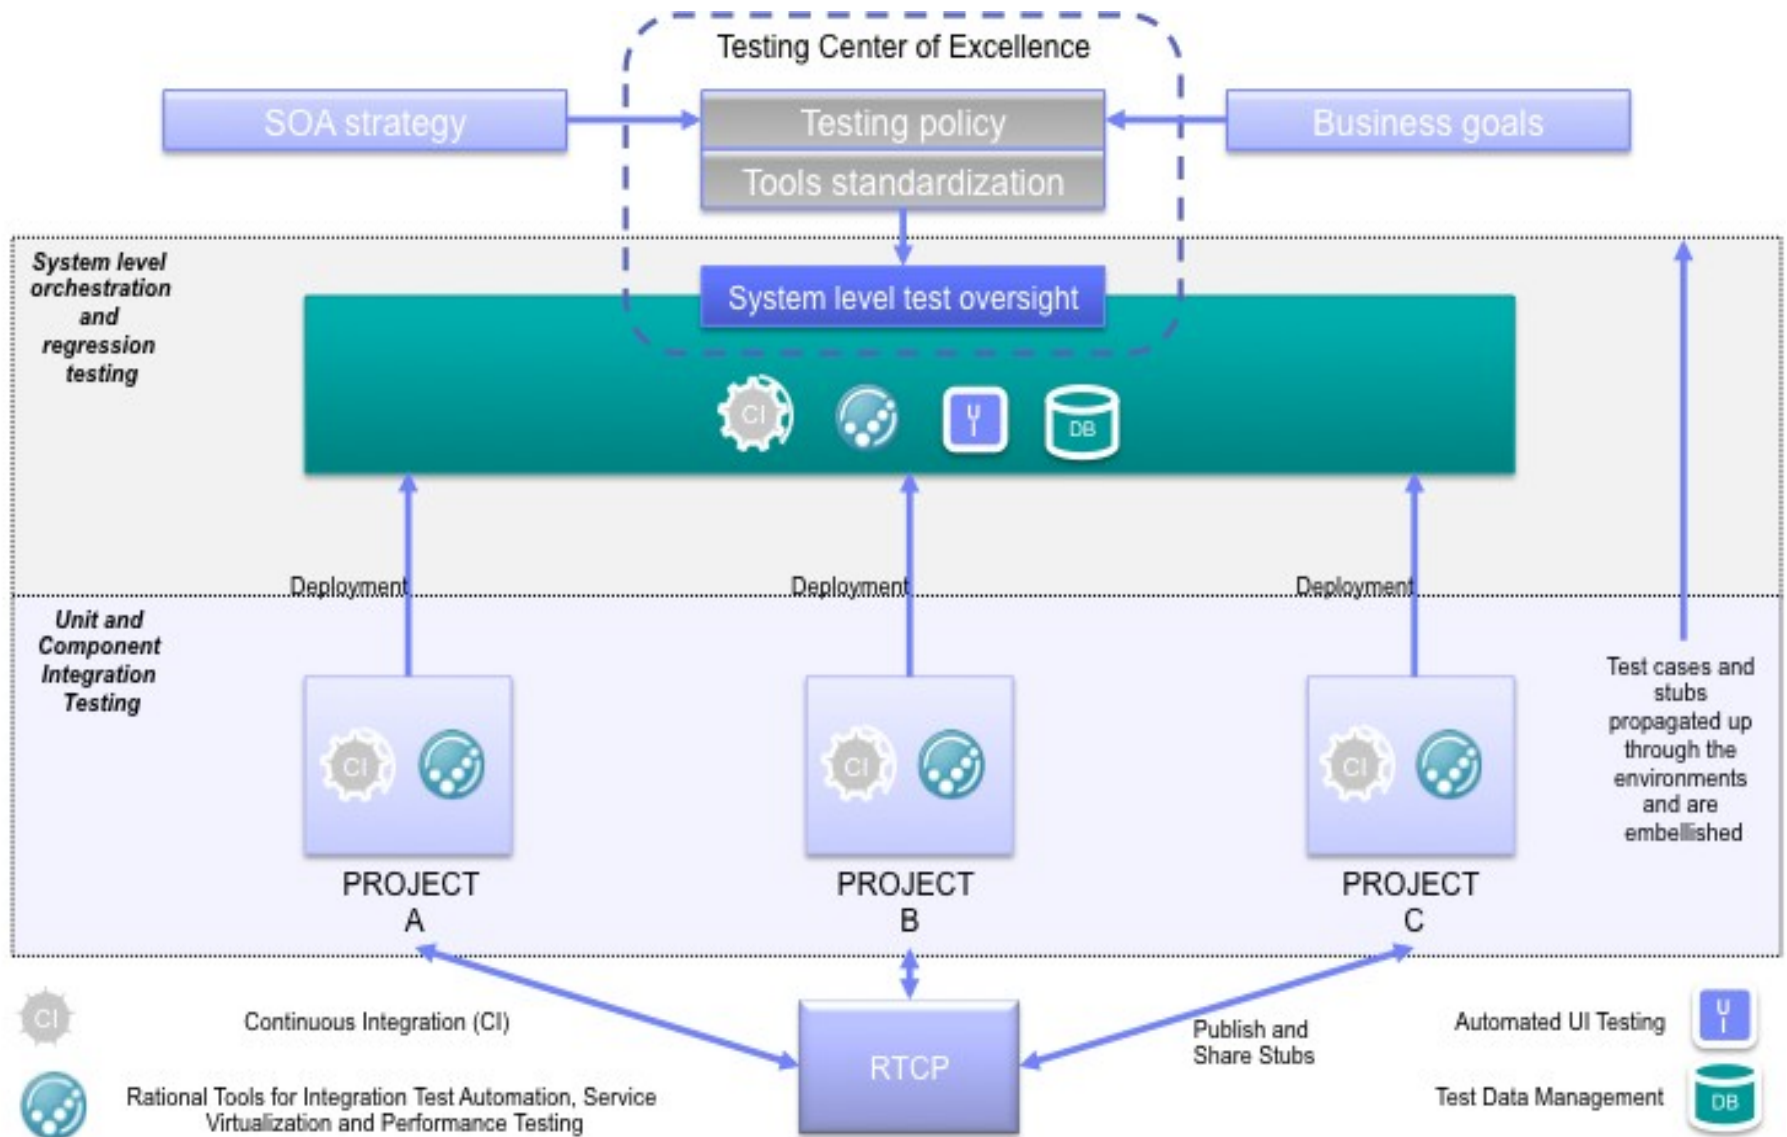 Testing Center of Excellence
SOA strategy
Testing policy
Business goals
Tools standardization
System level
orchestration
and
regression
testing
System level test oversight
CI
U
I
DB
Deployment
Deployment
Deployment
Unit and
Component
Integration
Testing
CI
CI
CI
Test cases and
stubs
propagated up
through the
environments
and are
embellished
PROJECT
A
PROJECT
B
PROJECT
C
CI
Continuous Integration (CI)
Rational Tools for Integration Test Automation, Service
Virtualization and Performance Testing
RTCP
Publish and
Share Stubs
Automated UI Testing
U
I
Test Data Management
DB